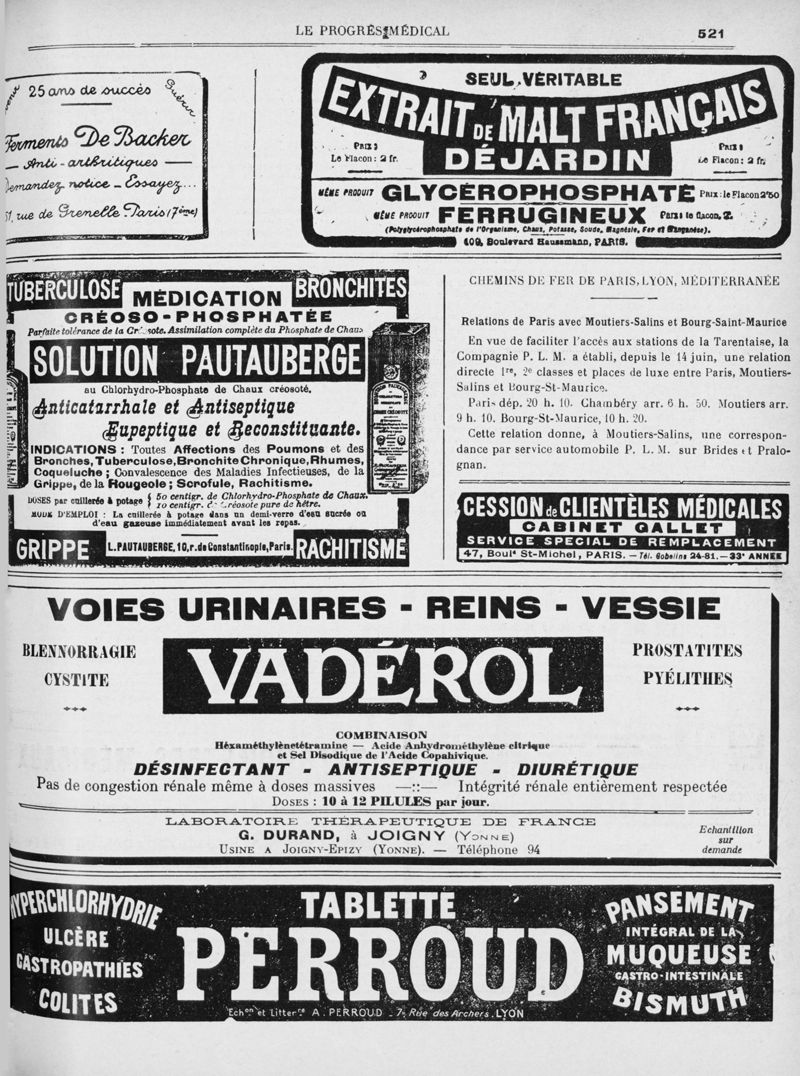 LE PROGRÈS MÉDICAL
521
25 ans de succès
Guérir
Ferments De Backer
— Anti-arthritiques —
Demandez notice - Essayez...
rue de Grenelle Paris (7ème)
SEUL VÉRITABLE
EXTRAIT DE MALT FRANÇAIS
DÉJARDIN
PRIX :
Le Flacon : 2 fr.
PRIX :
Le Flacon : 2 fr.
MÊME PRODUIT GLYCÉROPHOSPHATÉ PRIX : le Flacon 2f50
MÊME PRODUIT FERRUGINEUX
(Polyglycérophosphate de l'Organisme, Chaux, Potasse, Soude, Magnésie, Fer et Manganèse).
109, Boulevard Haussmann, PARIS.
TUBERCULOSE
MÉDICATION
BRONCHITES
CRÉOSO-PHOSPHATÉE
Parfaite tolérance de la Créosote. Assimilation complète du Phosphate de Chaux
SOLUTION PAUTAUBERGE
au Chlorhydro-Phosphate de Chaux créosoté.
Anticatarrhale et Antiseptique
Eupeptique et Reconstituante.
INDICATIONS : Toutes Affections des Poumons et des
Bronches, Tuberculose, Bronchite Chronique, Rhumes,
Coqueluche ; Convalescence des Maladies Infectieuses, de la
Grippe, de la Rougeole ; Scrofule, Rachitisme.
DOSES par cuillerée à potage { 50 centigr. de Chlorhydro-Phosphate de Chaux.
10 centigr. de Créosote pure de hêtre.
MODE D'EMPLOI : La cuillerée à potage dans un demi-verre d'eau sucrée ou
d'eau gazeuse immédiatement avant les repas.
GRIPPE
L. PAUTAUBERGE, 10, r. de Constantinople, Paris.
RACHITISME
CHEMINS DE FER DE PARIS, LYON, MÉDITERRANÉE
Relations de Paris avec Moutiers-Salins et Bourg-Saint-Maurice
En vue de faciliter l'accès aux stations de la Tarentaise, la
Compagnie P. L. M. a établi, depuis le 14 juin, une relation
directe 1re, 2e classes et places de luxe entre Paris, Moutiers-
Salins et Bourg-St-Maurice.
Paris dép. 20 h. 10. Chambéry arr. 6 h. 50. Moutiers arr.
9 h. 10. Bourg-St-Maurice, 10 h. 20.
Cette relation donne, à Moutiers-Salins, une correspon-
dance par service automobile P. L. M. sur Brides et Pralo-
gnan.
CESSION de CLIENTÈLES MÉDICALES
CABINET GALLET
SERVICE SPECIAL DE REMPLACEMENT
47, Boulᵈ St-Michel, PARIS. — Tél. Gobelins 24-81. — 33e ANNÉE
VOIES URINAIRES - REINS - VESSIE
BLENNORRAGIE
CYSTITE
VADÉROL
PROSTATITES
PYÉLITHES
COMBINAISON
Héxaméthylènetétramine — Acide Anhydrométhylène citrique
et Sel Disodique de l'Acide Copahivique.
DÉSINFECTANT - ANTISEPTIQUE - DIURÉTIQUE
Pas de congestion rénale même à doses massives —::— Intégrité rénale entièrement respectée
DOSES : 10 à 12 PILULES par jour.
LABORATOIRE THÉRAPEUTIQUE DE FRANCE
G. DURAND, à JOIGNY (YONNE)
USINE A JOIGNY-EPIZY (YONNE). — Téléphone 94
Echantillon
sur
demande
HYPERCHLORHYDRIE
ULCÈRE
GASTROPATHIES
COLITES
TABLETTE
PERROUD
Echon et Littere A. PERROUD - 7, Rue des Archers. LYON
PANSEMENT
INTÉGRAL DE LA
MUQUEUSE
GASTRO-INTESTINALE
BISMUTH